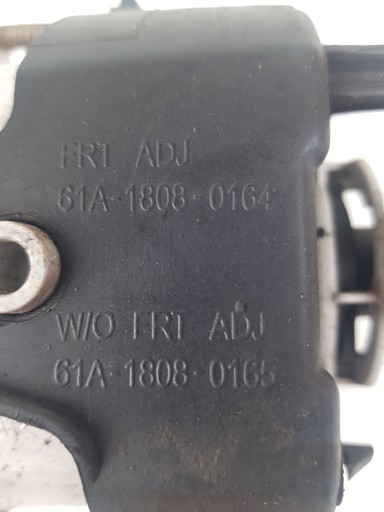 FRT ADJ
61A-1808-0164
W/O FRT ADJ
61A-1808-0165